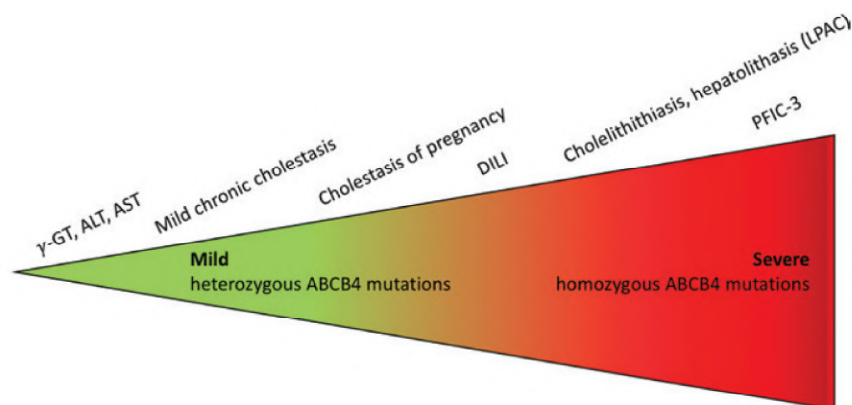 γ-GT, ALT, AST
Mild chronic cholestasis
Cholestasis of pregnancy
DILI
Cholelithithiasis, hepatolithasis (LPAC)
PFIC-3
Mild
heterozygous ABCB4 mutations
Severe
homozygous ABCB4 mutations